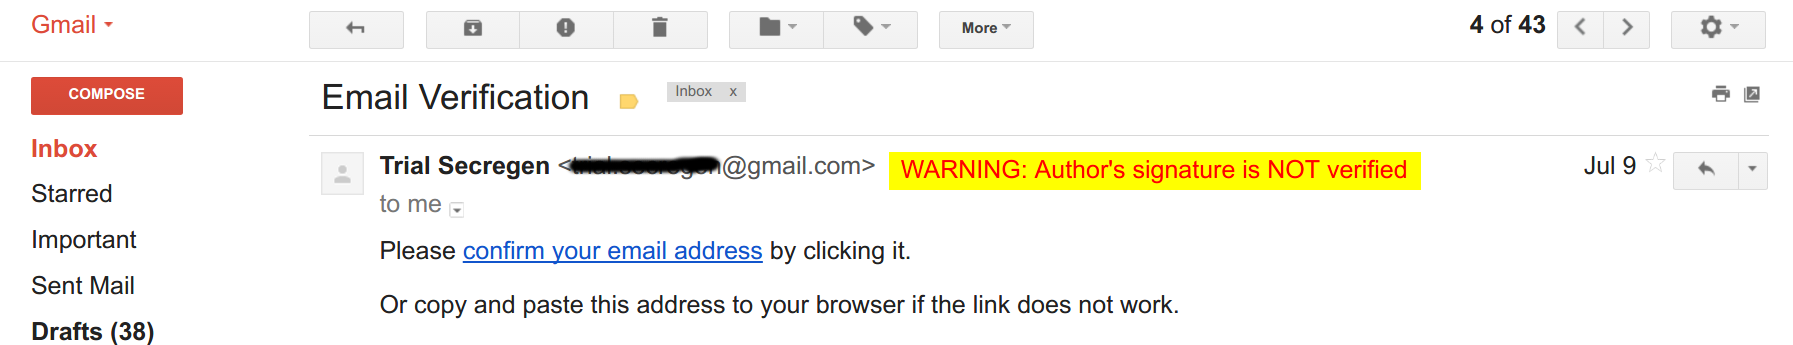 Gmail
More
4 of 43
COMPOSE
Email Verification
Inbox x
Inbox
Starred
Important
Sent Mail
Drafts (38)
Trial Secregen < @gmail.com> WARNING: Author's signature is NOT verified
Jul 9
to me
Please confirm your email address by clicking it.
Or copy and paste this address to your browser if the link does not work.